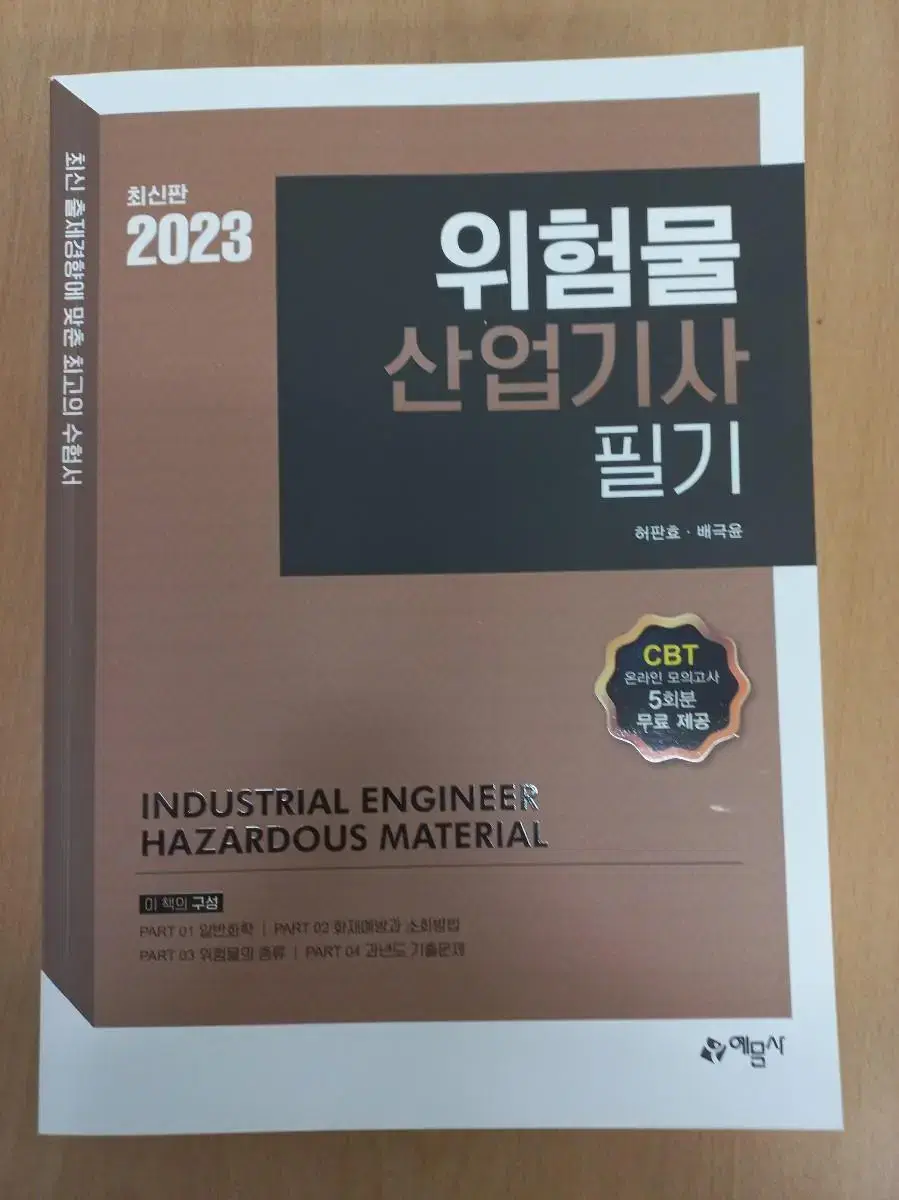 최신 출제경향에 맞춘 최고의 수험서
최신판
2023
위험물
산업기사
필기
허판효 · 배극윤
CBT
온라인 모의고사
5회분
무료 제공
INDUSTRIAL ENGINEER
HAZARDOUS MATERIAL
이 책의 구성
PART 01 일반화학 | PART 02 화재예방과 소화방법
PART 03 위험물의 종류 | PART 04 과년도 기출문제
예문사